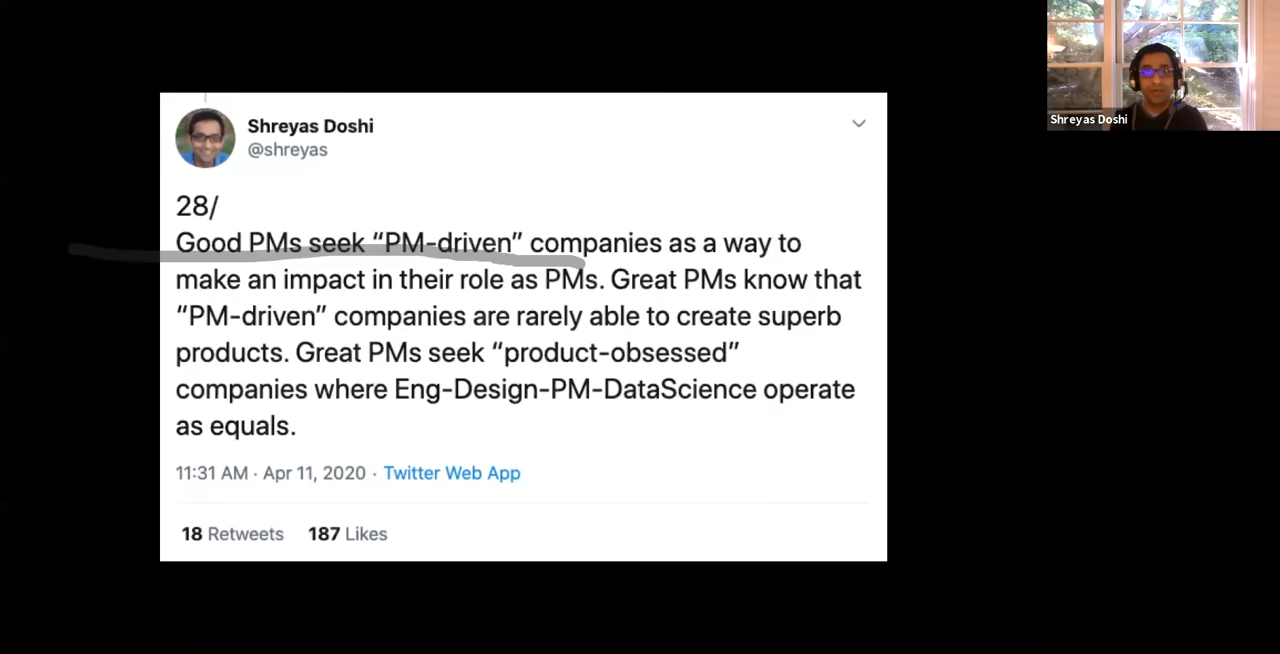 Shreyas Doshi
@shreyas
28/
Good PMs seek “PM-driven” companies as a way to
make an impact in their role as PMs. Great PMs know that
“PM-driven” companies are rarely able to create superb
products. Great PMs seek “product-obsessed”
companies where Eng-Design-PM-DataScience operate
as equals.
11:31 AM · Apr 11, 2020 · Twitter Web App
18 Retweets 187 Likes
Shreyas Doshi